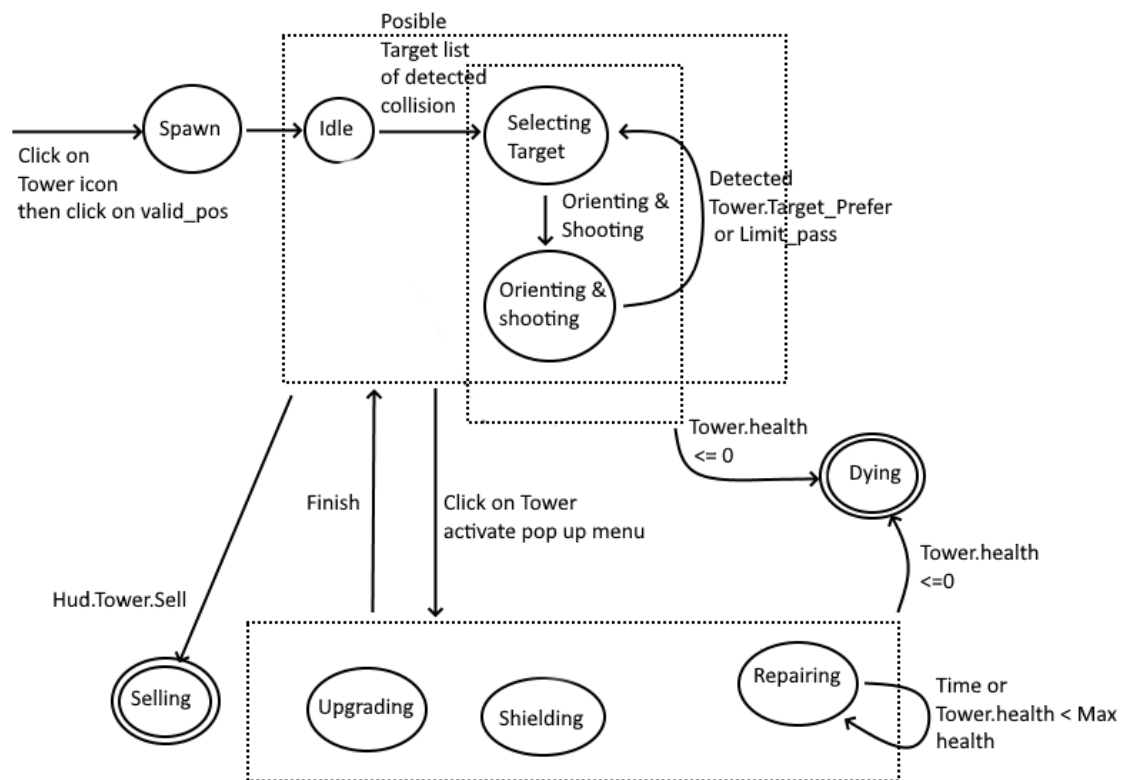 Posible
Target list
of detected
collision
Spawn
Idle
Selecting
Target
Click on
Tower icon
then click on valid_pos
Orienting &
Shooting
Detected
Tower.Target_Prefer
or Limit_pass
Orienting &
shooting
Tower.health
<= 0
Dying
Finish
Click on Tower
activate pop up menu
Tower.health
<=0
Hud.Tower.Sell
Selling
Upgrading
Shielding
Repairing
Time or
Tower.health < Max
health